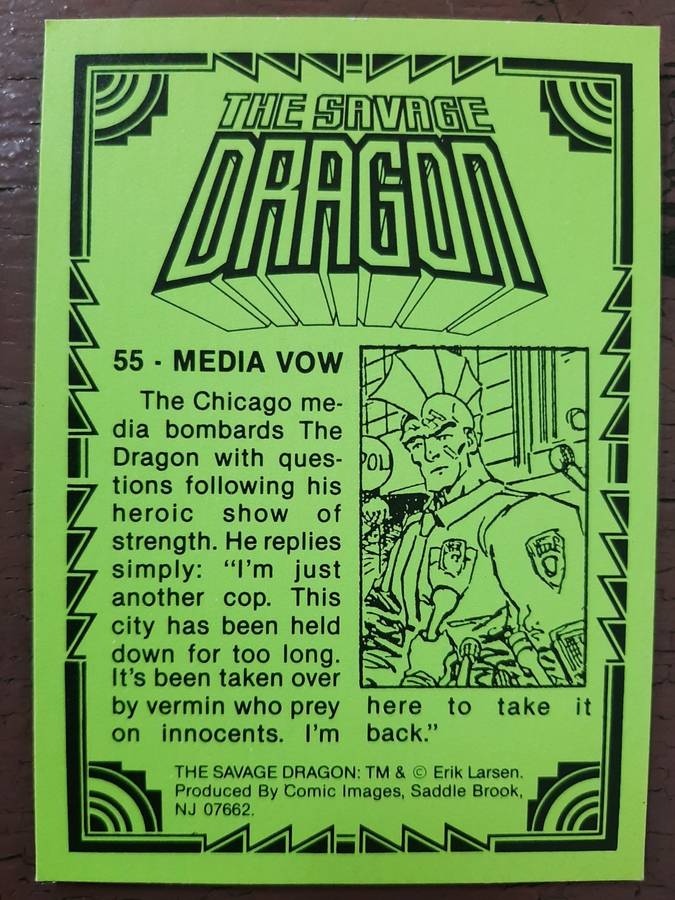 THE SAVAGE
DRAGON
55 - MEDIA VOW
The Chicago me-
dia bombards The
Dragon with ques-
tions following his
heroic show of
strength. He replies
simply: “I’m just
another cop. This
city has been held
down for too long.
It’s been taken over
by vermin who prey
on innocents. I’m
POL
here to take it
back.”
THE SAVAGE DRAGON: TM & © Erik Larsen.
Produced By Comic Images, Saddle Brook,
NJ 07662.